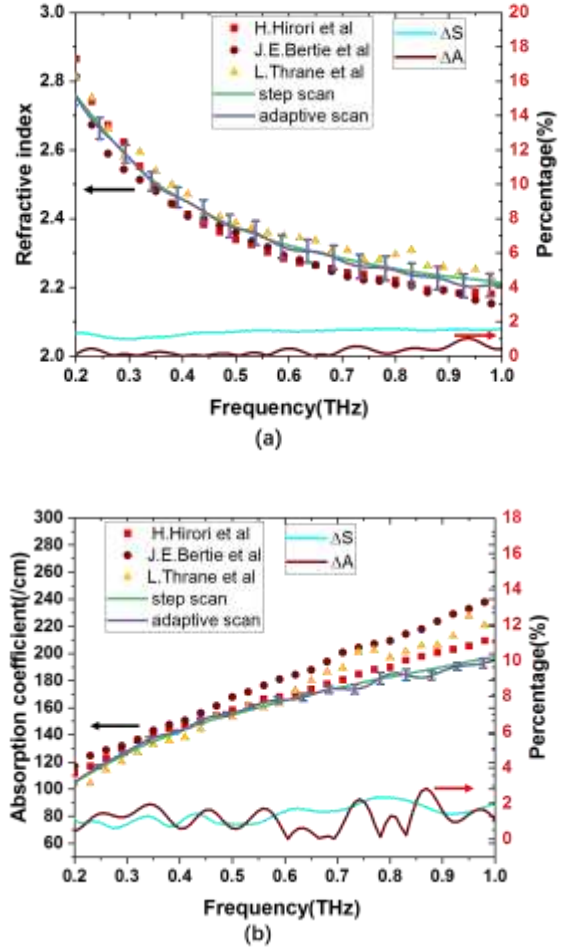 3.0
2.8
2.6
2.4
2.2
2.0
Refractive index
H.Hirori et al
J.E.Bertie et al
L.Thrane et al
step scan
adaptive scan
ΔS
ΔA
20
18
16
14
12
10
8
6
4
2
0
Percentage(%)
0.2 0.3 0.4 0.5 0.6 0.7 0.8 0.9 1.0
Frequency(THz)
(a)
300
280
260
240
220
200
180
160
140
120
100
80
60
Absorption coefficient(/cm)
H.Hirori et al
J.E.Bertie et al
L.Thrane et al
step scan
adaptive scan
ΔS
ΔA
18
16
14
12
10
8
6
4
2
0
Percentage(%)
0.2 0.3 0.4 0.5 0.6 0.7 0.8 0.9 1.0
Frequency(THz)
(b)